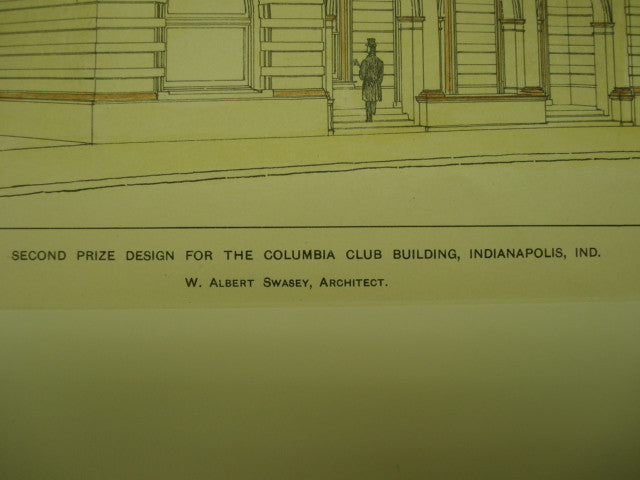 SECOND PRIZE DESIGN FOR THE COLUMBIA CLUB BUILDING, INDIANAPOLIS, IND.
W. ALBERT SWASEY, ARCHITECT.